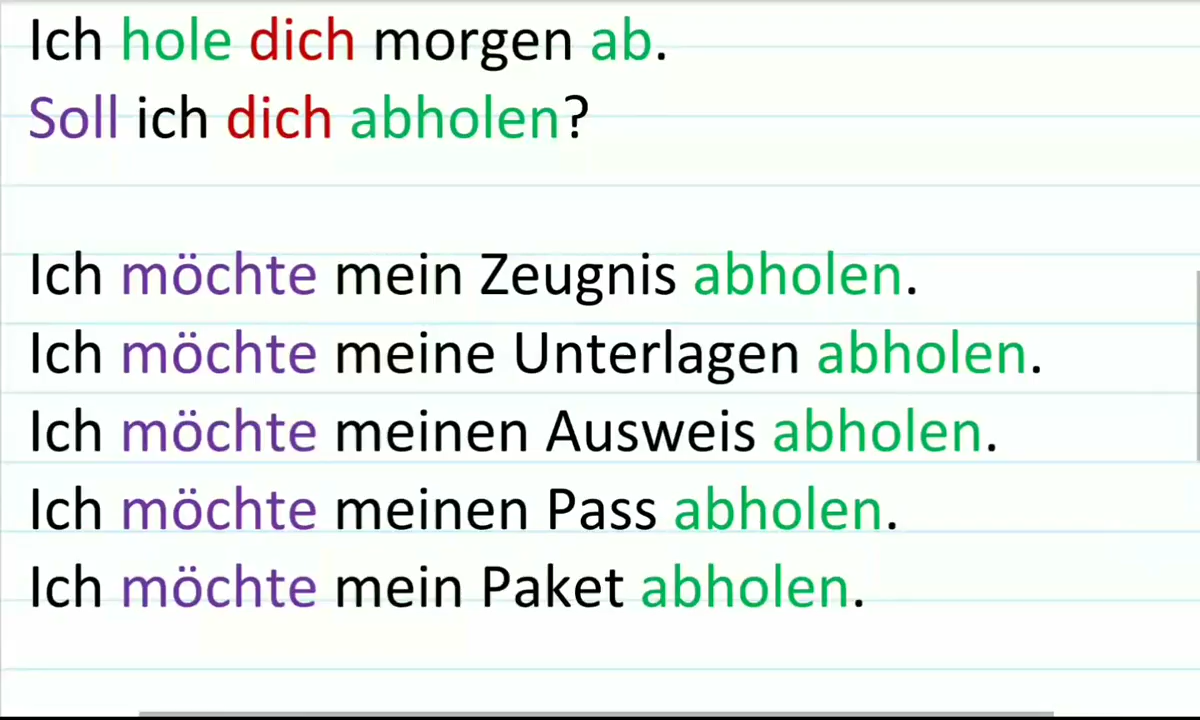 Ich hole dich morgen ab.
Soll ich dich abholen?
Ich möchte mein Zeugnis abholen.
Ich möchte meine Unterlagen abholen.
Ich möchte meinen Ausweis abholen.
Ich möchte meinen Pass abholen.
Ich möchte mein Paket abholen.